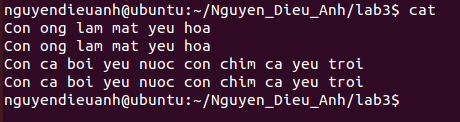 nguyendieuanh@ubuntu:~/Nguyen_Dieu_Anh/lab3$ cat
Con ong lam mat yeu hoa
Con ong lam mat yeu hoa
Con ca boi yeu nuoc con chim ca yeu troi
Con ca boi yeu nuoc con chim ca yeu troi
nguyendieuanh@ubuntu:~/Nguyen_Dieu_Anh/lab3$